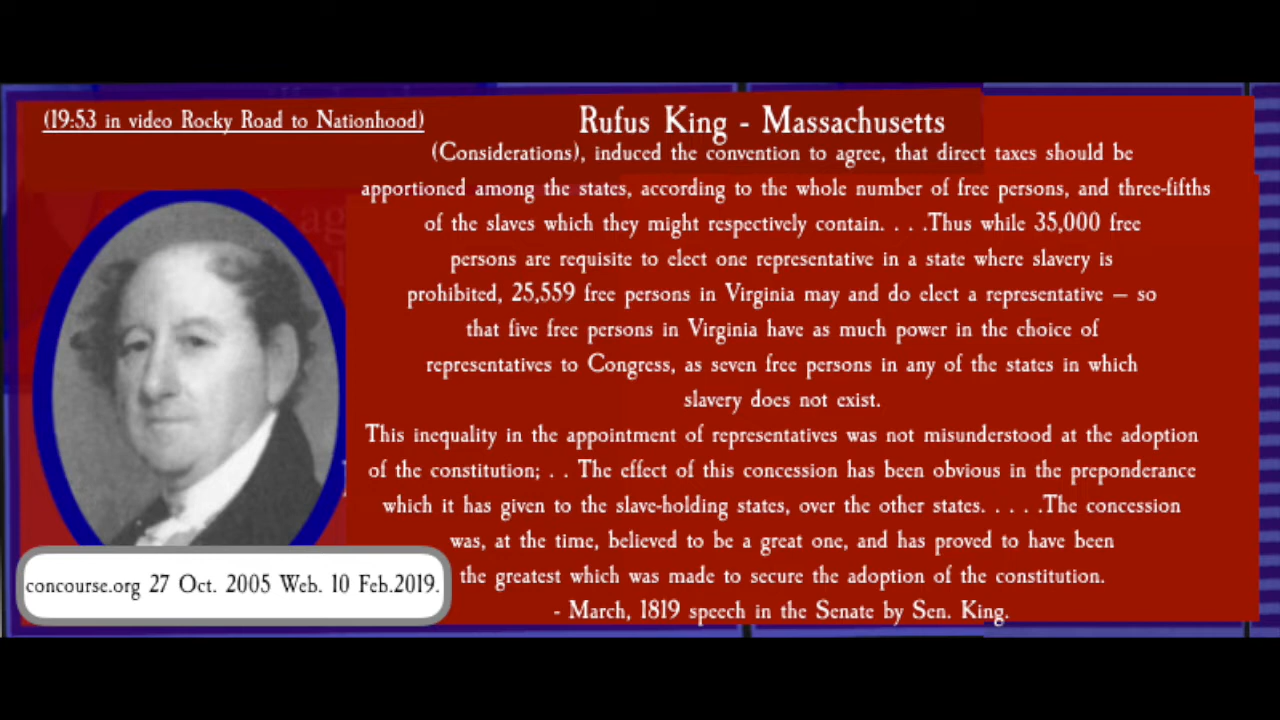 (19:53 in video Rocky Road to Nationhood)
Rufus King - Massachusetts
(Considerations), induced the convention to agree, that direct taxes should be
apportioned among the states, according to the whole number of free persons, and three-fifths
of the slaves which they might respectively contain. . . .Thus while 35,000 free
persons are requisite to elect one representative in a state where slavery is
prohibited, 25,559 free persons in Virginia may and do elect a representative – so
that five free persons in Virginia have as much power in the choice of
representatives to Congress, as seven free persons in any of the states in which
slavery does not exist.
This inequality in the appointment of representatives was not misunderstood at the adoption
of the constitution; . . The effect of this concession has been obvious in the preponderance
which it has given to the slave-holding states, over the other states. . . . .The concession
was, at the time, believed to be a great one, and has proved to have been
the greatest which was made to secure the adoption of the constitution.
- March, 1819 speech in the Senate by Sen. King.
concourse.org 27 Oct. 2005 Web. 10 Feb.2019.